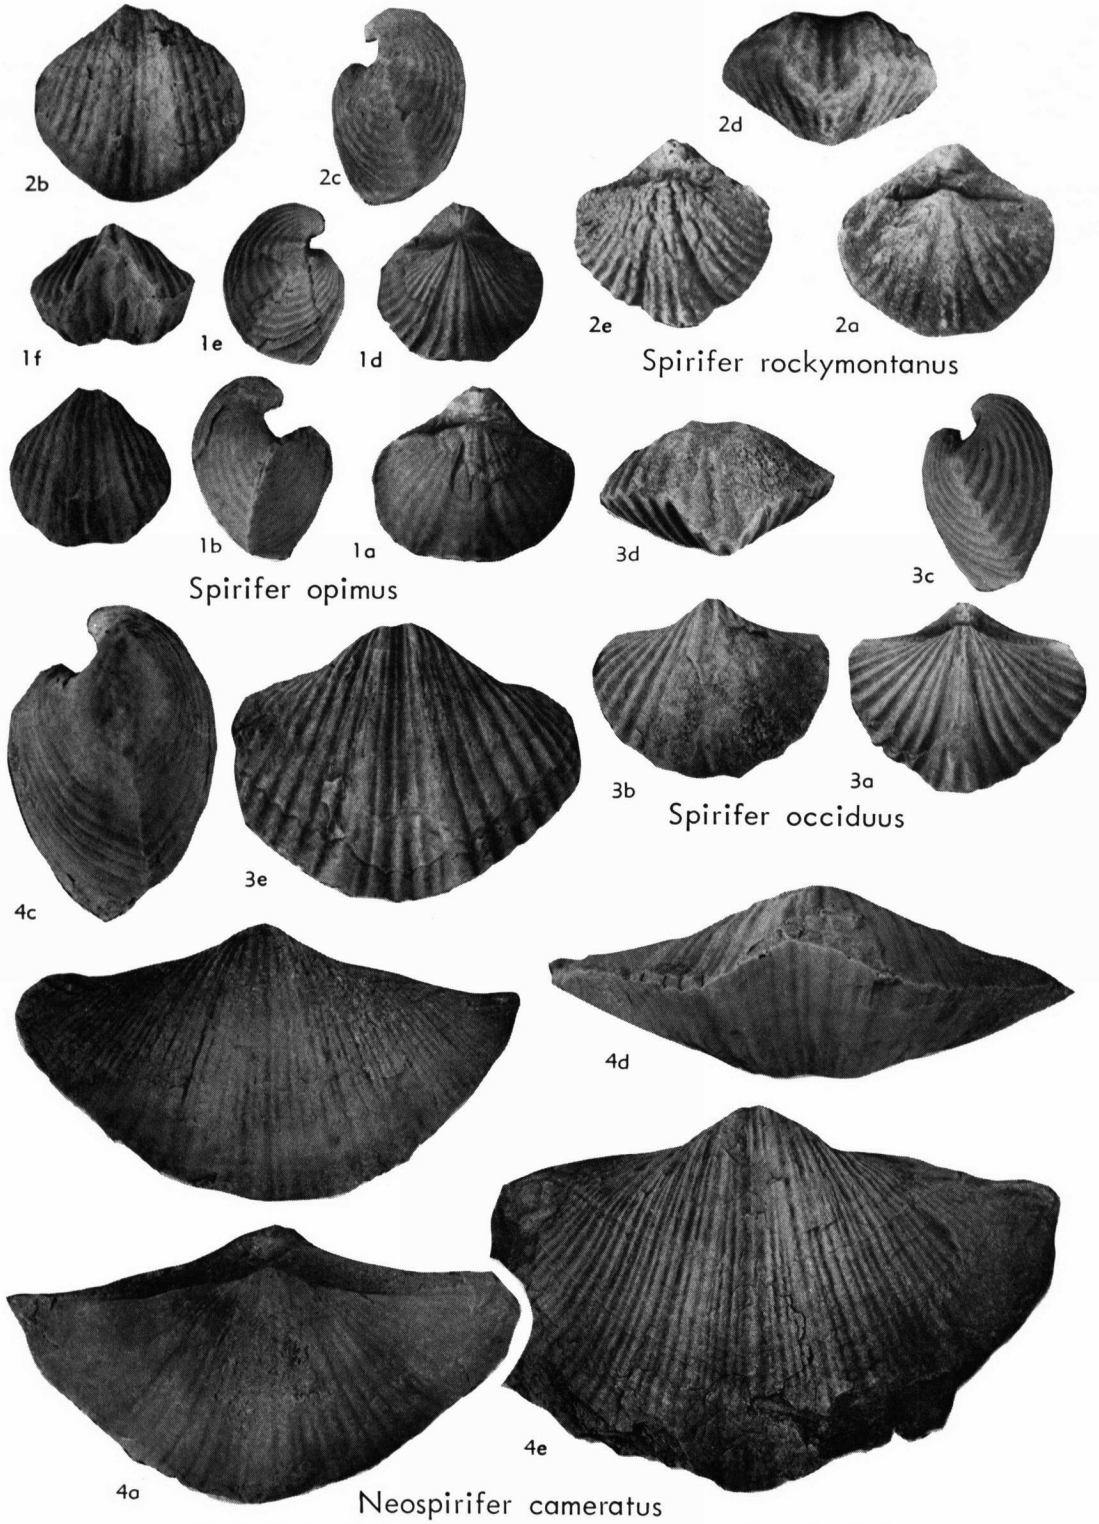 2b
2c
2d
2e
2a
Spirifer rockymontanus
1f
1e
1d
1b
1a
Spirifer opimus
3d
3c
3b
3a
Spirifer occiduus
4c
3e
4d
4a
4e
Neospirifer cameratus